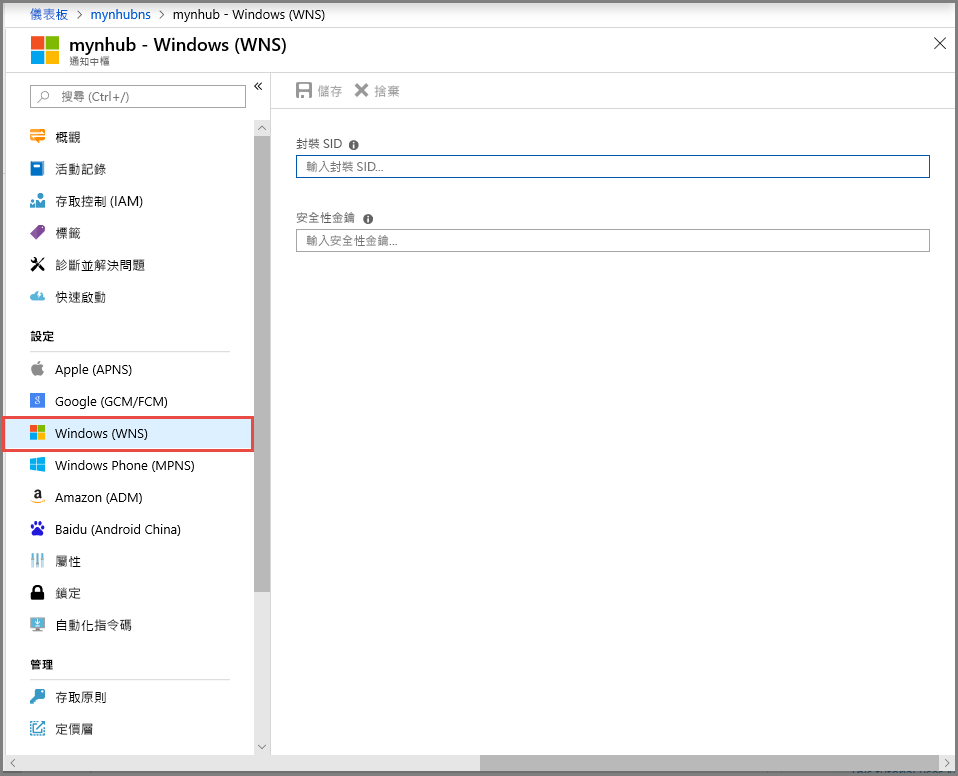 儀表板 > mynhubns > mynhub - Windows (WNS)
mynhub - Windows (WNS)
通知中樞
搜尋 (Ctrl+/)
概觀
活動記錄
存取控制 (IAM)
標籤
診斷並解決問題
快速啟動
設定
Apple (APNS)
Google (GCM/FCM)
Windows (WNS)
Windows Phone (MPNS)
Amazon (ADM)
Baidu (Android China)
屬性
鎖定
自動化指令碼
管理
存取原則
定價層
儲存 捨棄
封裝 SID
輸入封裝 SID...
安全性金鑰
輸入安全性金鑰...